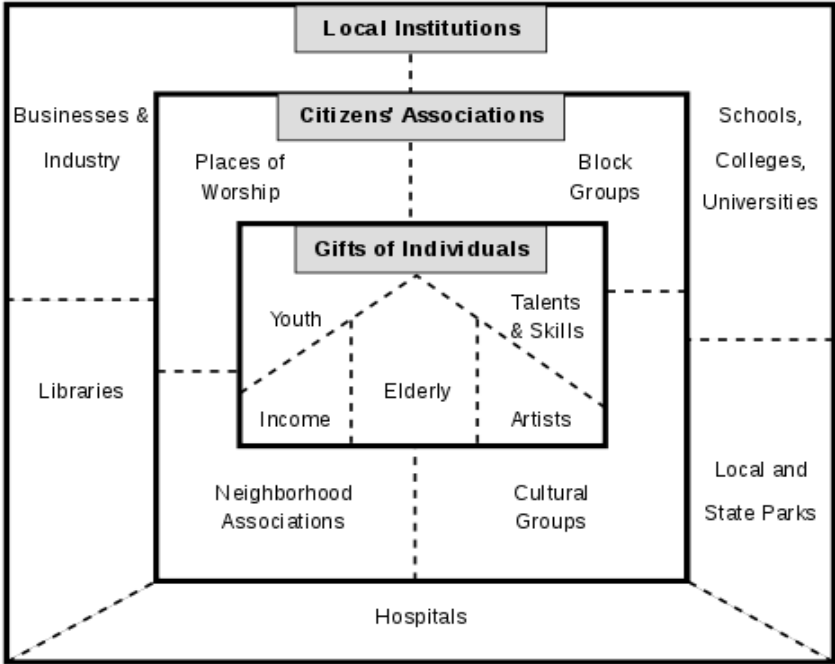 Local Institutions
Businesses &
Industry
Schools,
Colleges,
Universities
Citizens' Associations
Places of
Worship
Block
Groups
Gifts of Individuals
Youth
Talents
& Skills
Libraries
Income
Elderly
Artists
Neighborhood
Associations
Cultural
Groups
Local and
State Parks
Hospitals